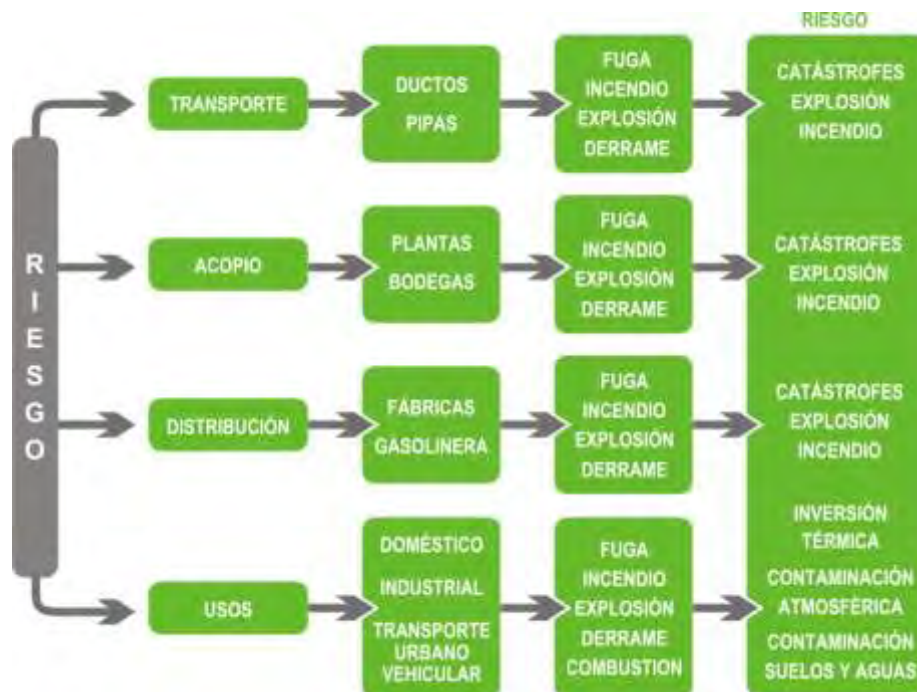 RIESGO
RIESGO
TRANSPORTE
DUCTOS
PIPAS
FUGA
INCENDIO
EXPLOSIÓN
DERRAME
CATÁSTROFES
EXPLOSIÓN
INCENDIO
ACOPIO
PLANTAS
BODEGAS
FUGA
INCENDIO
EXPLOSIÓN
DERRAME
CATÁSTROFES
EXPLOSIÓN
INCENDIO
DISTRIBUCIÓN
FÁBRICAS
GASOLINERA
FUGA
INCENDIO
EXPLOSIÓN
DERRAME
CATÁSTROFES
EXPLOSIÓN
INCENDIO
USOS
DOMÉSTICO
INDUSTRIAL
TRANSPORTE
URBANO
VEHICULAR
FUGA
INCENDIO
EXPLOSIÓN
DERRAME
COMBUSTION
INVERSIÓN
TÉRMICA
CONTAMINACIÓN
ATMOSFÉRICA
CONTAMINACIÓN
SUELOS Y AGUAS